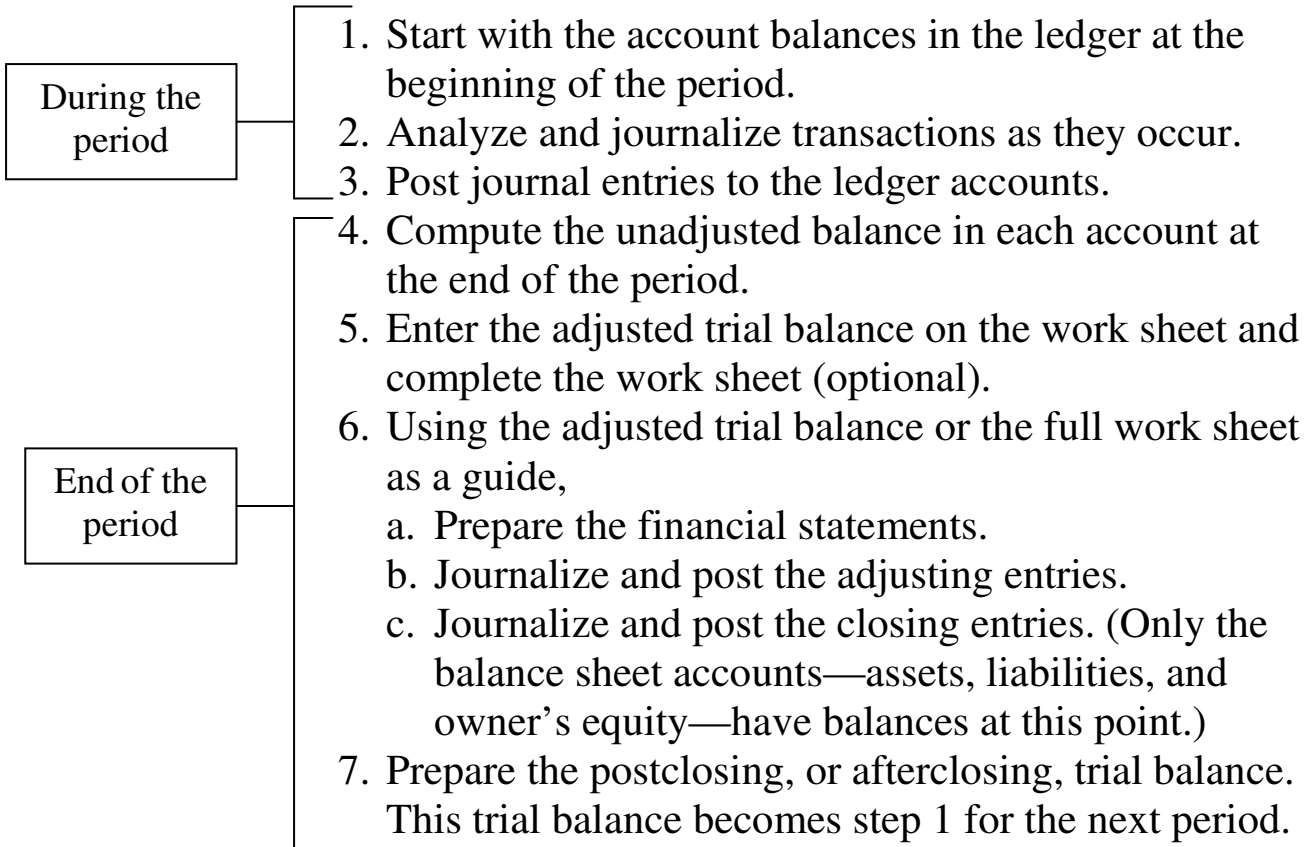 During the
period
1. Start with the account balances in the ledger at the
beginning of the period.
2. Analyze and journalize transactions as they occur.
3. Post journal entries to the ledger accounts.
End of the
period
4. Compute the unadjusted balance in each account at
the end of the period.
5. Enter the adjusted trial balance on the work sheet and
complete the work sheet (optional).
6. Using the adjusted trial balance or the full work sheet
as a guide,
a. Prepare the financial statements.
b. Journalize and post the adjusting entries.
c. Journalize and post the closing entries. (Only the
balance sheet accounts—assets, liabilities, and
owner’s equity—have balances at this point.)
7. Prepare the postclosing, or afterclosing, trial balance.
This trial balance becomes step 1 for the next period.